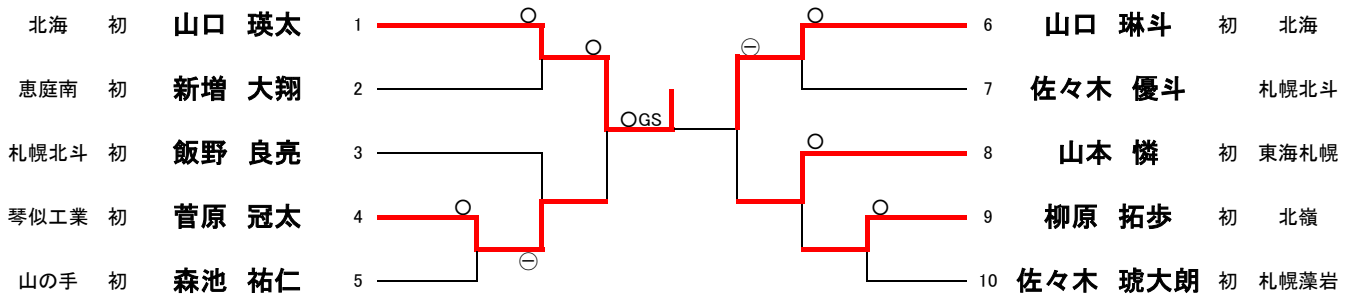 北海 初 山口 瑛太 1 ○ ○ 6 山口 琳斗 初 北海
○ ㊀
恵庭南 初 新増 大翔 2 7 佐々木 優斗 札幌北斗
○GS
札幌北斗 初 飯野 良亮 3 ○ 8 山本 憐 初 東海札幌
琴似工業 初 菅原 冠太 4 ○ ○ 9 柳原 拓歩 初 北嶺
㊀
山の手 初 森池 祐仁 5 10 佐々木 琥大朗 初 札幌藻岩